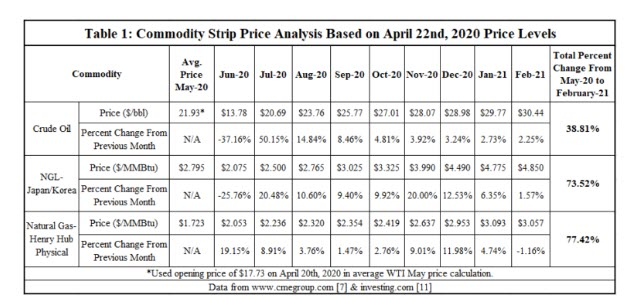 Table 1: Commodity Strip Price Analysis Based on April 22nd, 2020 Price Levels
Commodity Avg. Price May-20 Jun-20 Jul-20 Aug-20 Sep-20 Oct-20 Nov-20 Dec-20 Jan-21 Feb-21 Total Percent Change From May-20 to February-21
Crude Oil Price ($/bbl) 21.93* $13.78 $20.69 $23.76 $25.77 $27.01 $28.07 $28.98 $29.77 $30.44 38.81%
Percent Change From Previous Month N/A -37.16% 50.15% 14.84% 8.46% 4.81% 3.92% 3.24% 2.73% 2.25%
NGL-Japan/Korea Price ($/MMBtu) $2.795 $2.075 $2.500 $2.765 $3.025 $3.325 $3.990 $4.490 $4.775 $4.850 73.52%
Percent Change From Previous Month N/A -25.76% 20.48% 10.60% 9.40% 9.92% 20.00% 12.53% 6.35% 1.57%
Natural Gas-Henry Hub Physical Price ($/MMBtu) $1.723 $2.053 $2.236 $2.320 $2.354 $2.419 $2.637 $2.953 $3.093 $3.057 77.42%
Percent Change From Previous Month N/A 19.15% 8.91% 3.76% 1.47% 2.76% 9.01% 11.98% 4.74% -1.16%
*Used opening price of $17.73 on April 20th, 2020 in average WTI May price calculation.
Data from www.cmegroup.com [7] & investing.com [11]